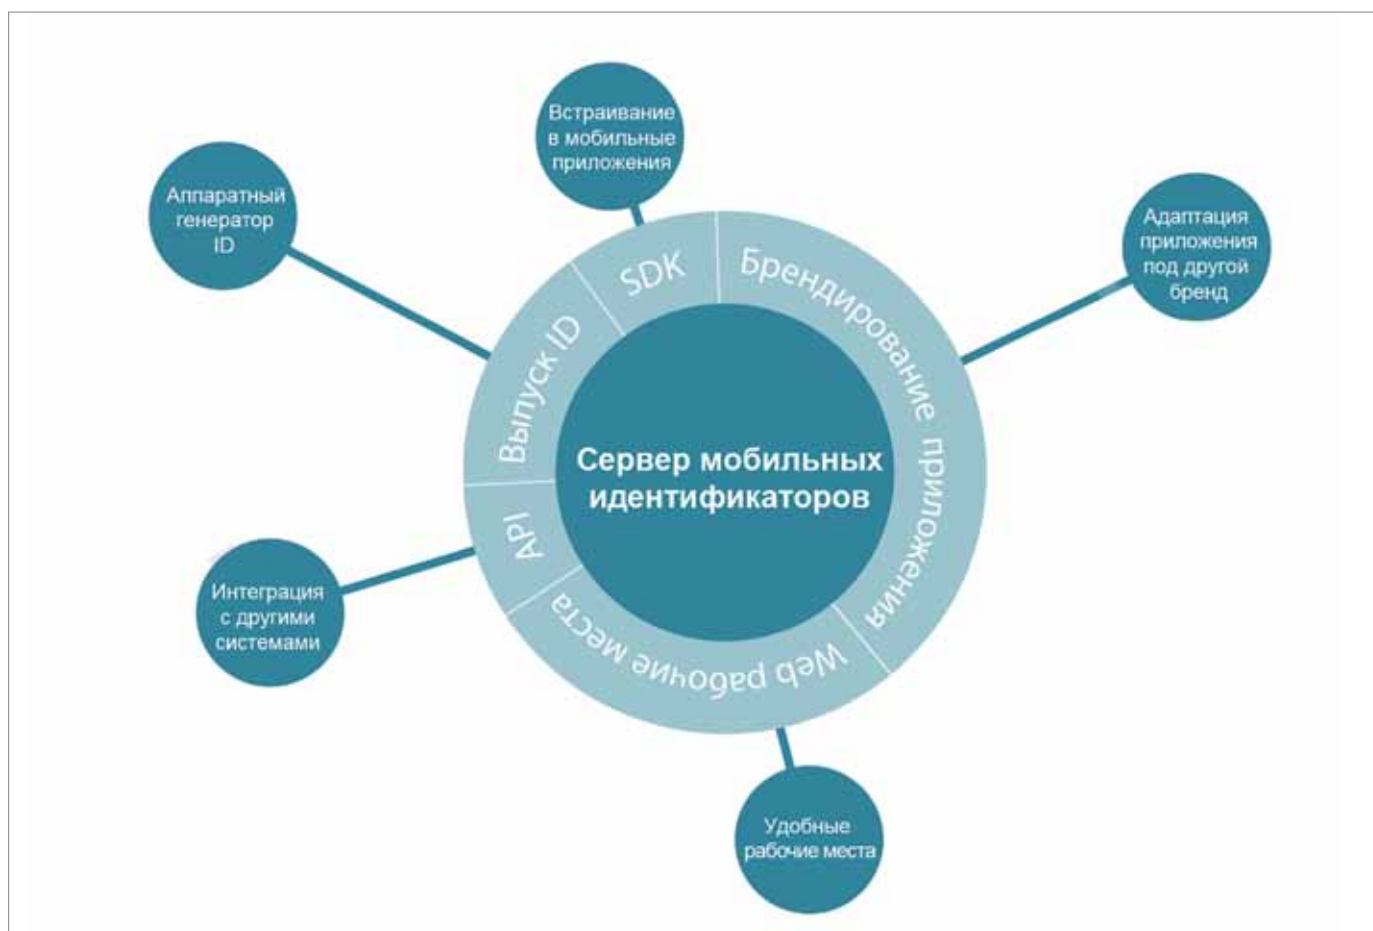 Встраивание
в мобильные
приложения
Аппаратный
генератор
ID
Адаптация
приложения
под другой
бренд
SDK
Брендирование приложения
Выпуск ID
Сервер мобильных
идентификаторов
API
Интеграция
с другими
системами
Web рабочие места
Удобные
рабочие места